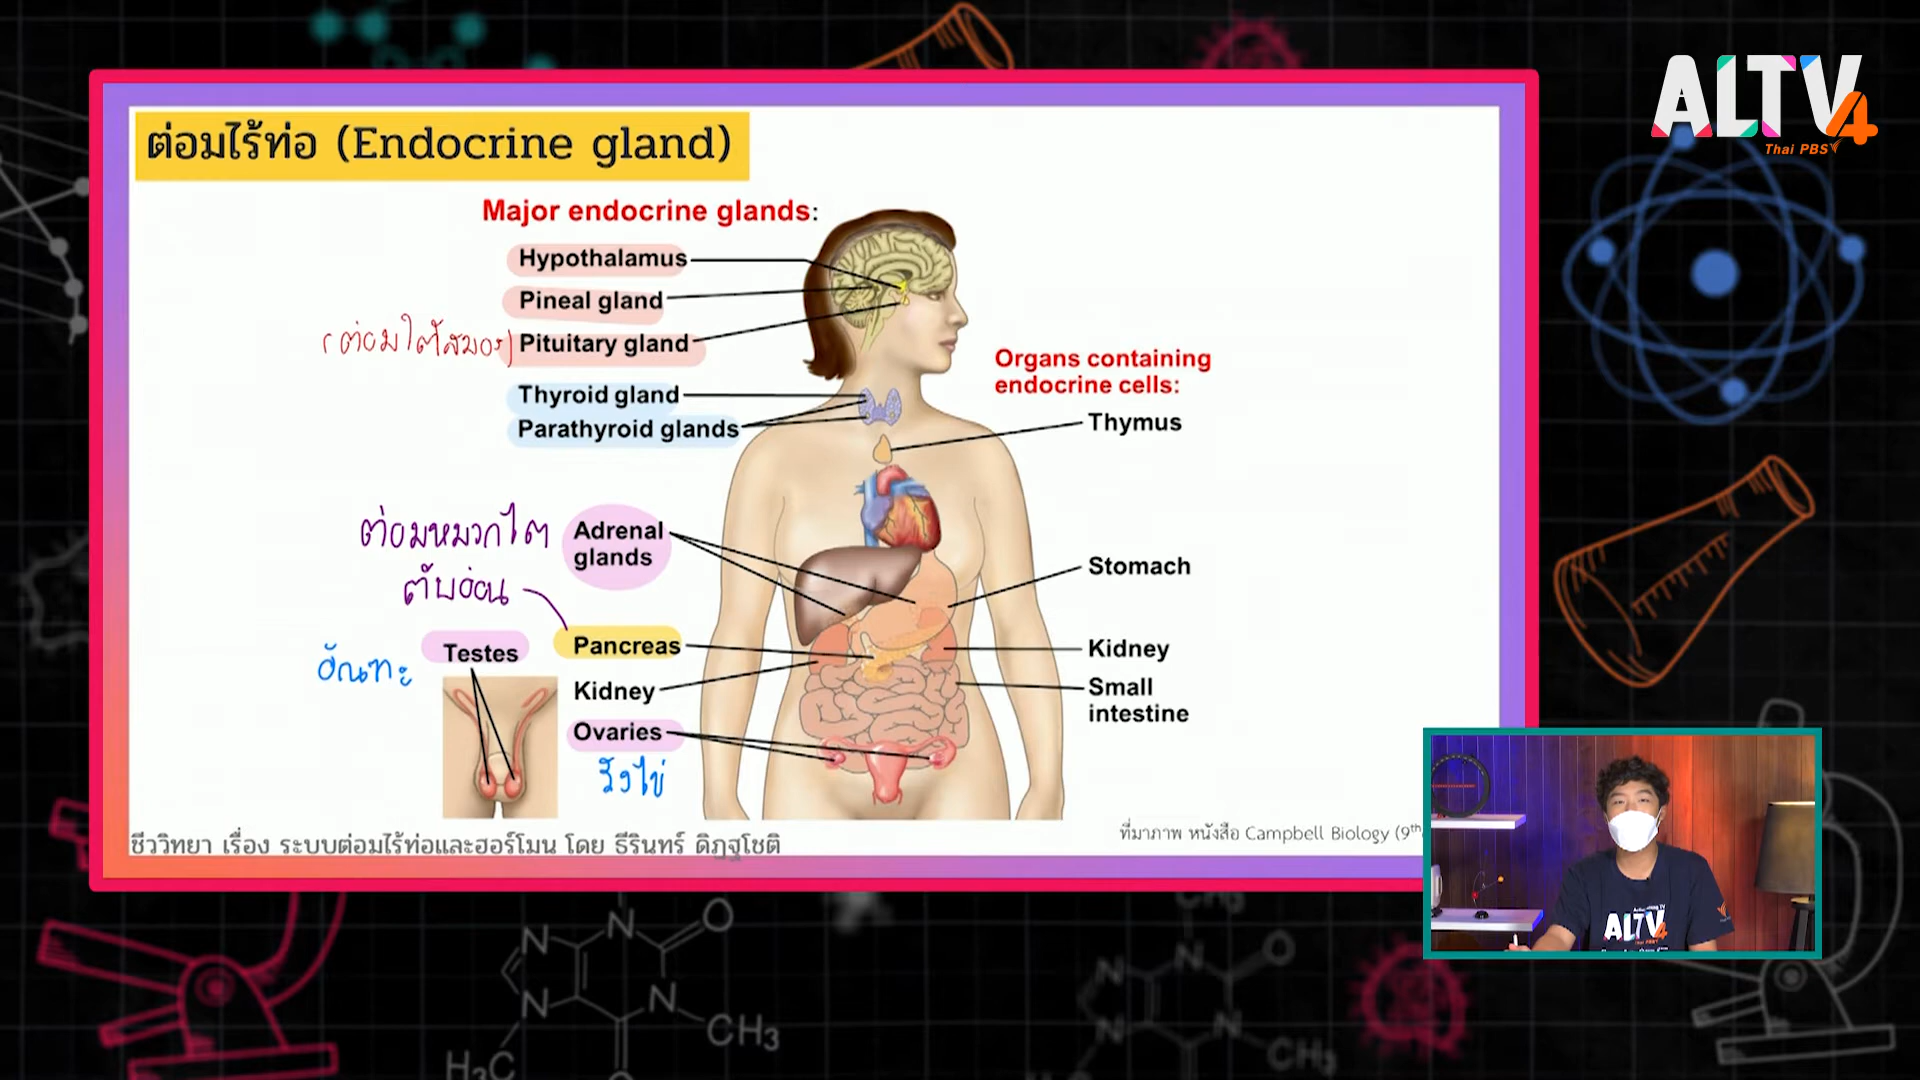 ALTV4
Thai PBS
ต่อมไร้ท่อ (Endocrine gland)
Major endocrine glands:
Hypothalamus
Pineal gland
(ต่อมใต้สมอง) Pituitary gland
Thyroid gland
Parathyroid glands
Organs containing
endocrine cells:
Thymus
ต่อมหมวกไต
Adrenal
glands
ตับอ่อน
Stomach
อัณฑะ
Testes
Pancreas
Kidney
Kidney
Small
intestine
Ovaries
รังไข่
ชีววิทยา เรื่อง ระบบต่อมไร้ท่อและฮอร์โมน โดย ธีรินทร์ ดิฏฐโชติ
ที่มาภาพ หนังสือ Campbell Biology (9th
ALTV4
N
N
O
N
N
CH3
H3C
CH3
N
N
O
N
N
CH3